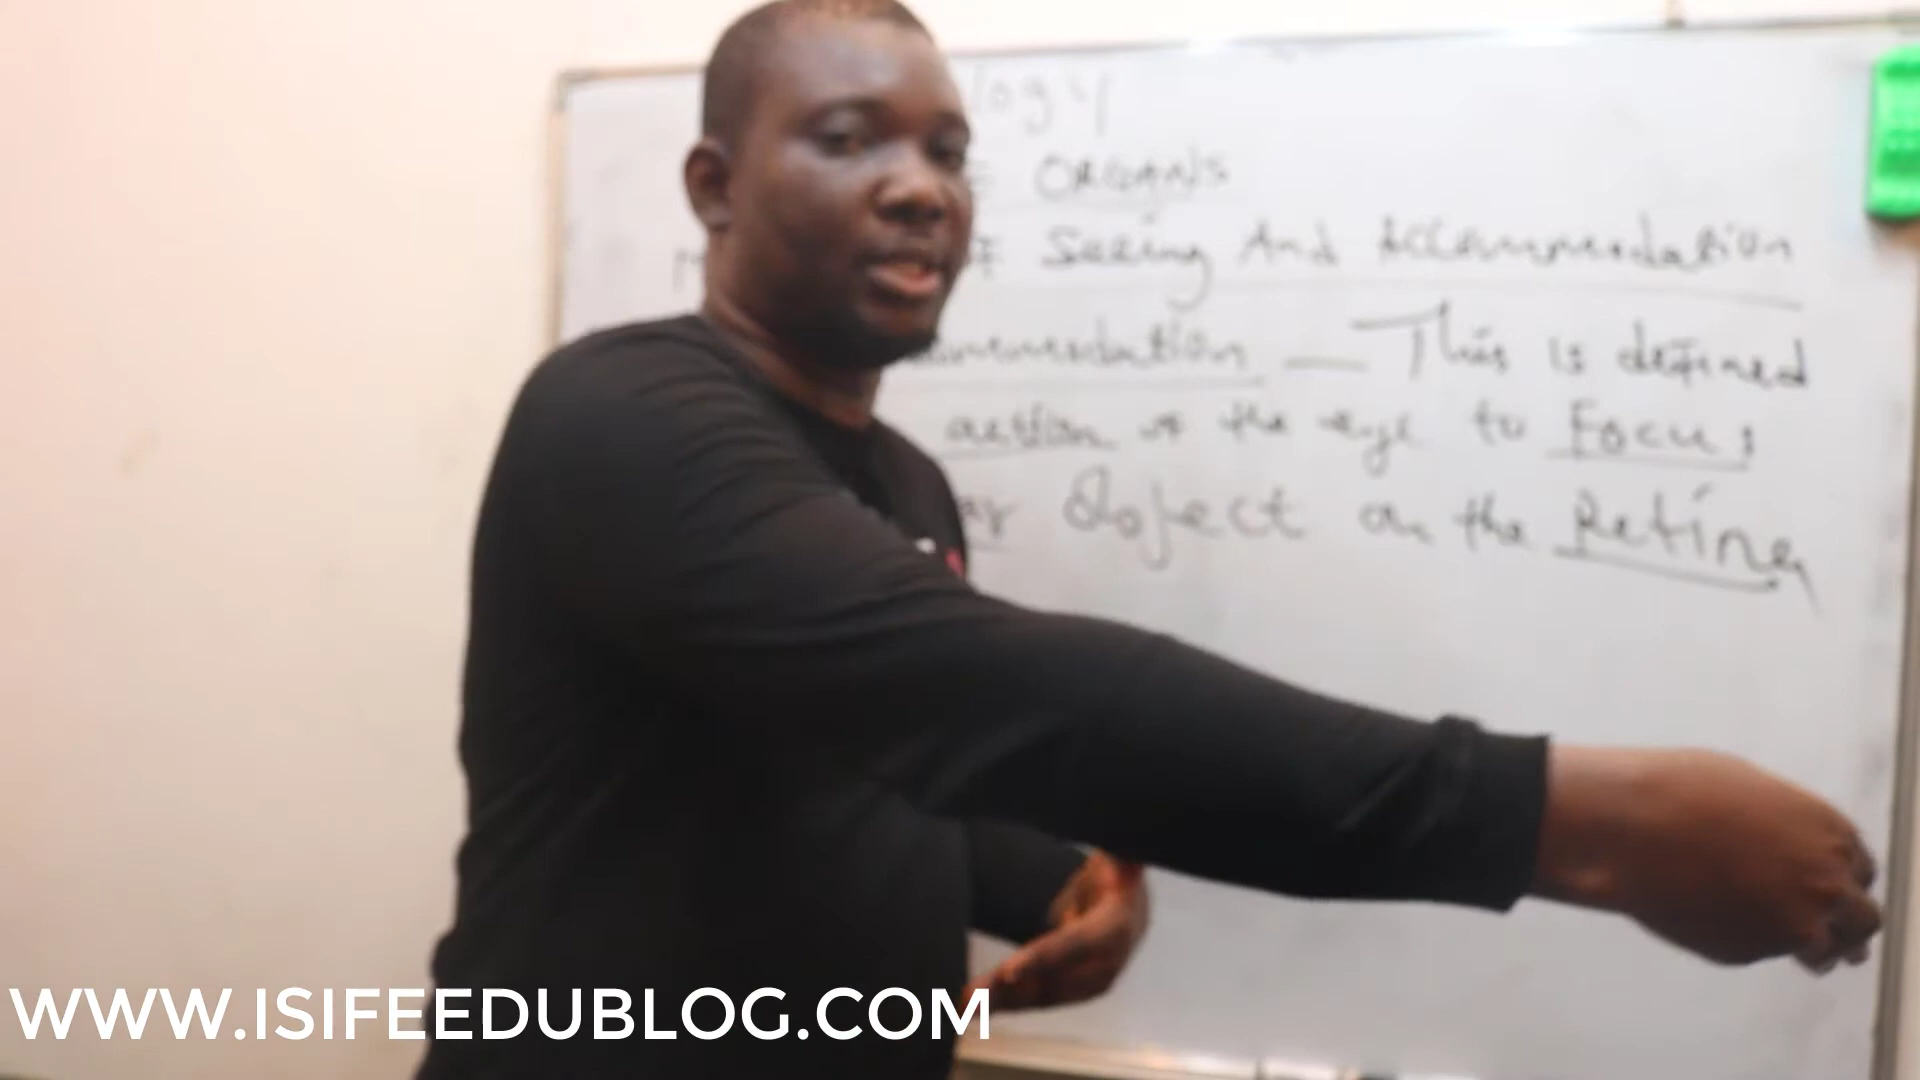 logy
ORGANS
Seeing And Accommodation
This is defined
action of the eye to Focus
Object on the Retina
WWW.ISIFEEDUBLOG.COM